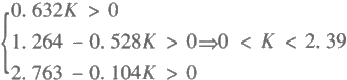 0. 632K > 0
1. 264 - 0. 528K > 0⇒0 < K < 2. 39
2. 763 - 0. 104K > 0